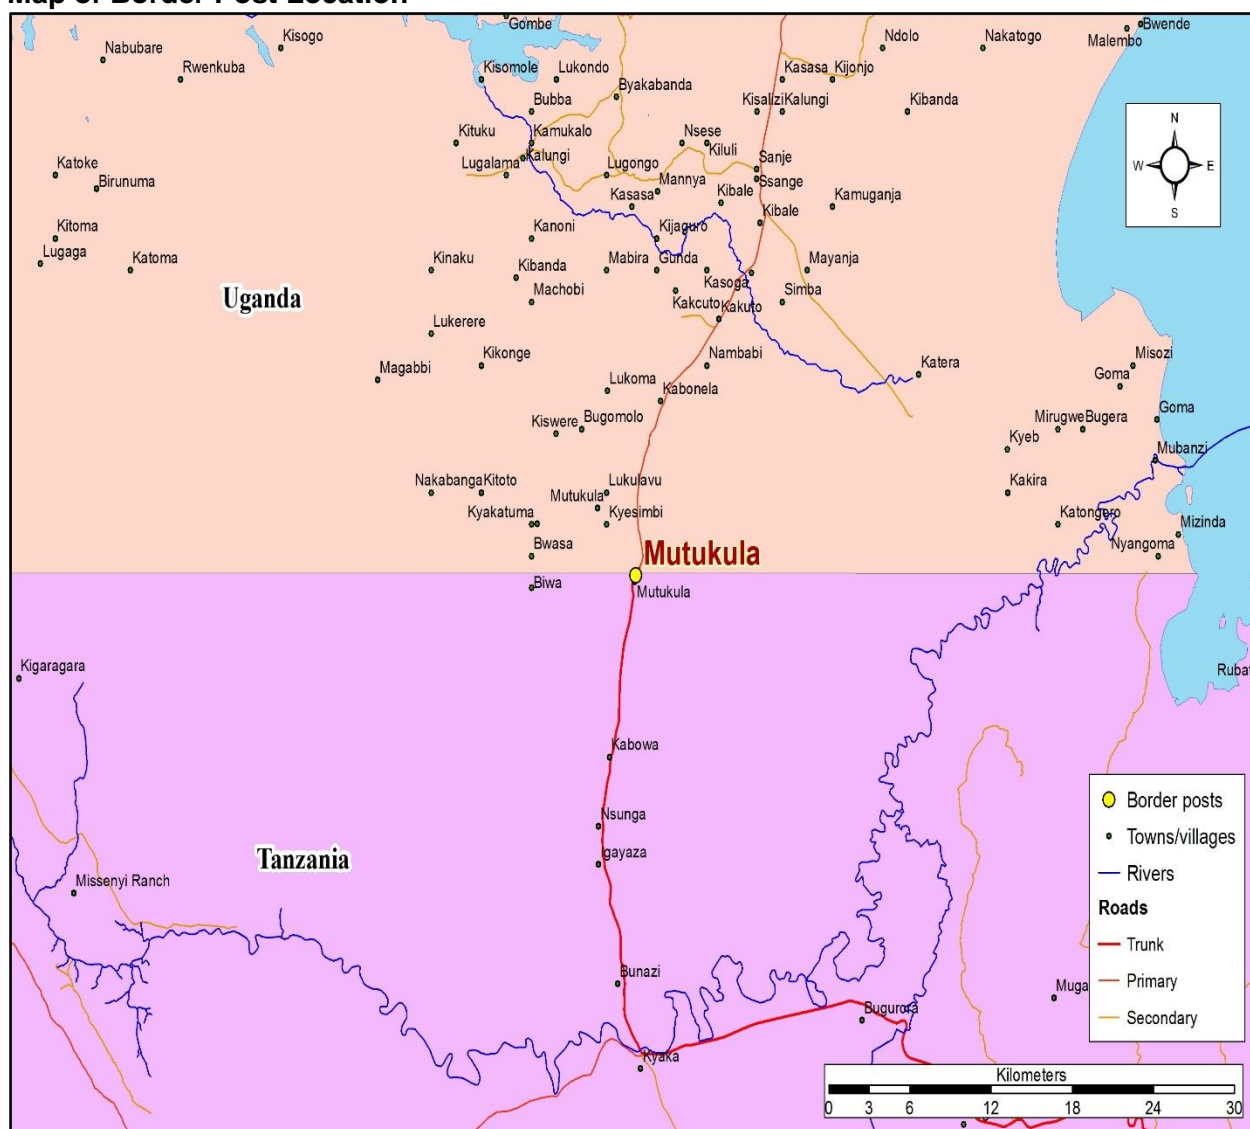 Map of Border Post Location
Gombe
Bwende
Malembo
Kisogo
Ndolo
Nakatogo
Nabubare
Rwenkuba
Kisomole
Lukondo
Byakabanda
Kasasa
Kijonjo
Bubba
Kisalizi
Kalungi
Kibanda
Kituku
Kamukalo
Nsese
Kiluli
Kalungi
Lugalama
Lugongo
Sanje
Ssange
Katoke
Birunuma
Mannya
Kasasa
Kibale
Kamuganja
Kibale
Kitoma
Kanoni
Kijaguro
Lugaga
Katoma
Kinaku
Kibanda
Mabira
Gunda
Kasoga
Mayanja
Machobi
Kakcuto
Simba
Uganda
Kakuto
Lukerere
Kikonge
Nambabi
Misozi
Magabbi
Katera
Goma
Lukoma
Kabonela
Kiswere
Bugomolo
Mirugwe
Bugera
Goma
Kyeb
Mubanzi
Nakabanga
Kitoto
Lukulavu
Kakira
Mutukula
Kyakatuma
Kyesimbi
Katongero
Mizinda
Bwasa
Nyangoma
Mutukula
Biwa
Mutukula
Kigaragara
Kabowa
Nsunga
Igayaza
Tanzania
Missenyi Ranch
Bunazi
Bugurora
Kyaka
N
W E
S
Border posts
Towns/villages
Rivers
Roads
Trunk
Primary
Secondary
Kilometers
0 3 6 12 18 24 30